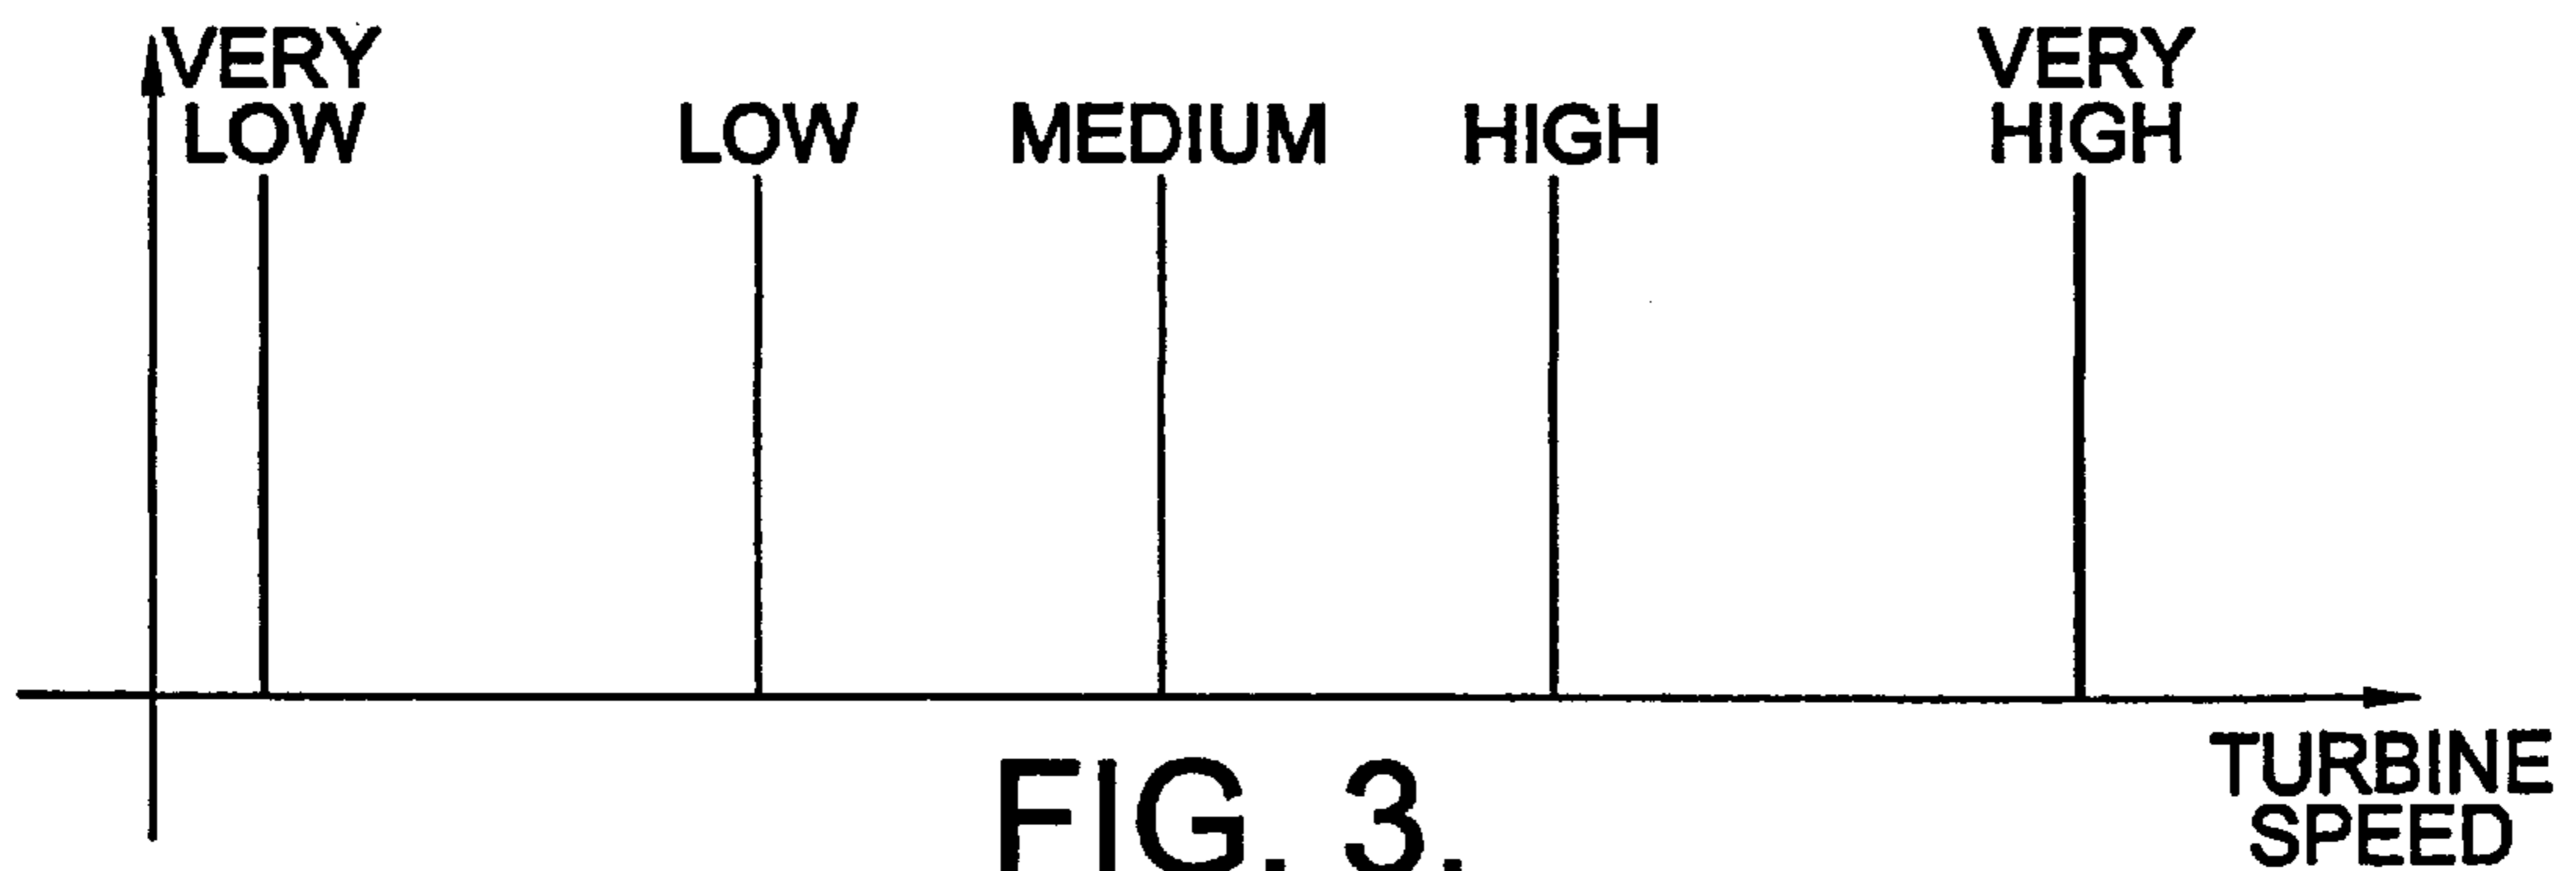 VERY
LOW
LOW
MEDIUM
HIGH
VERY
HIGH
TURBINE
SPEED
FIG. 3.